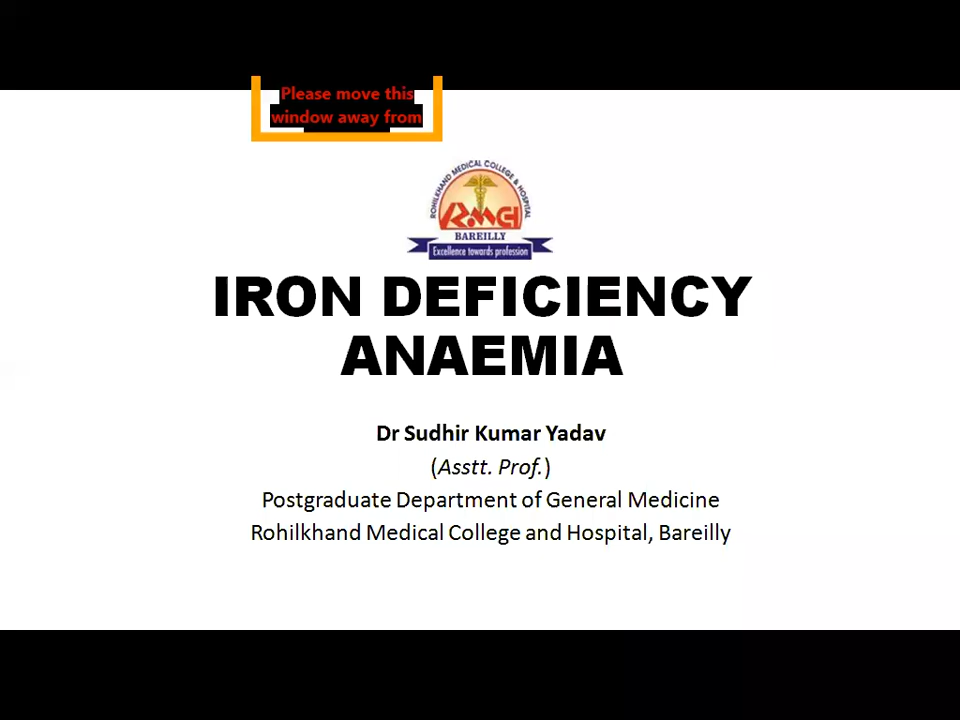 Please move this
window away from
ROHILKHAND MEDICAL COLLEGE & HOSPITAL
RMCH
BAREILLY
Excellence towards profession
IRON DEFICIENCY
ANAEMIA
Dr Sudhir Kumar Yadav
(Asstt. Prof.)
Postgraduate Department of General Medicine
Rohilkhand Medical College and Hospital, Bareilly